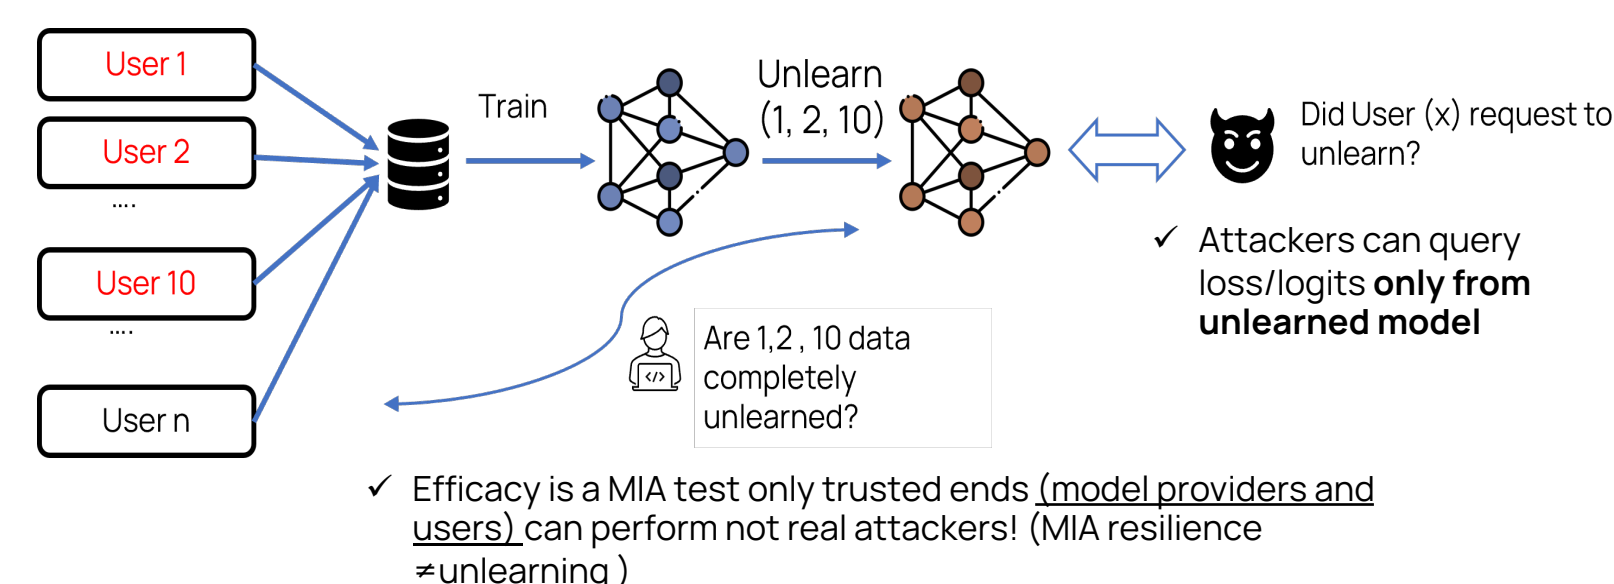 User 1
User 2
....
User 10
....
User n
Train
Unlearn
(1, 2, 10)
Did User (x) request to
unlearn?
✓ Attackers can query
loss/logits only from
unlearned model
</>
Are 1,2 , 10 data
completely
unlearned?
✓ Efficacy is a MIA test only trusted ends (model providers and
users) can perform not real attackers! (MIA resilience
≠unlearning )